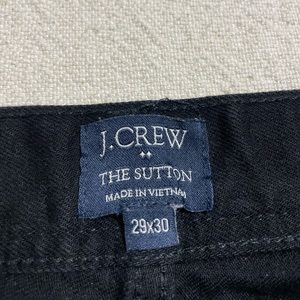 J.CREW
THE SUTTON
MADE IN VIETNAM
29x30